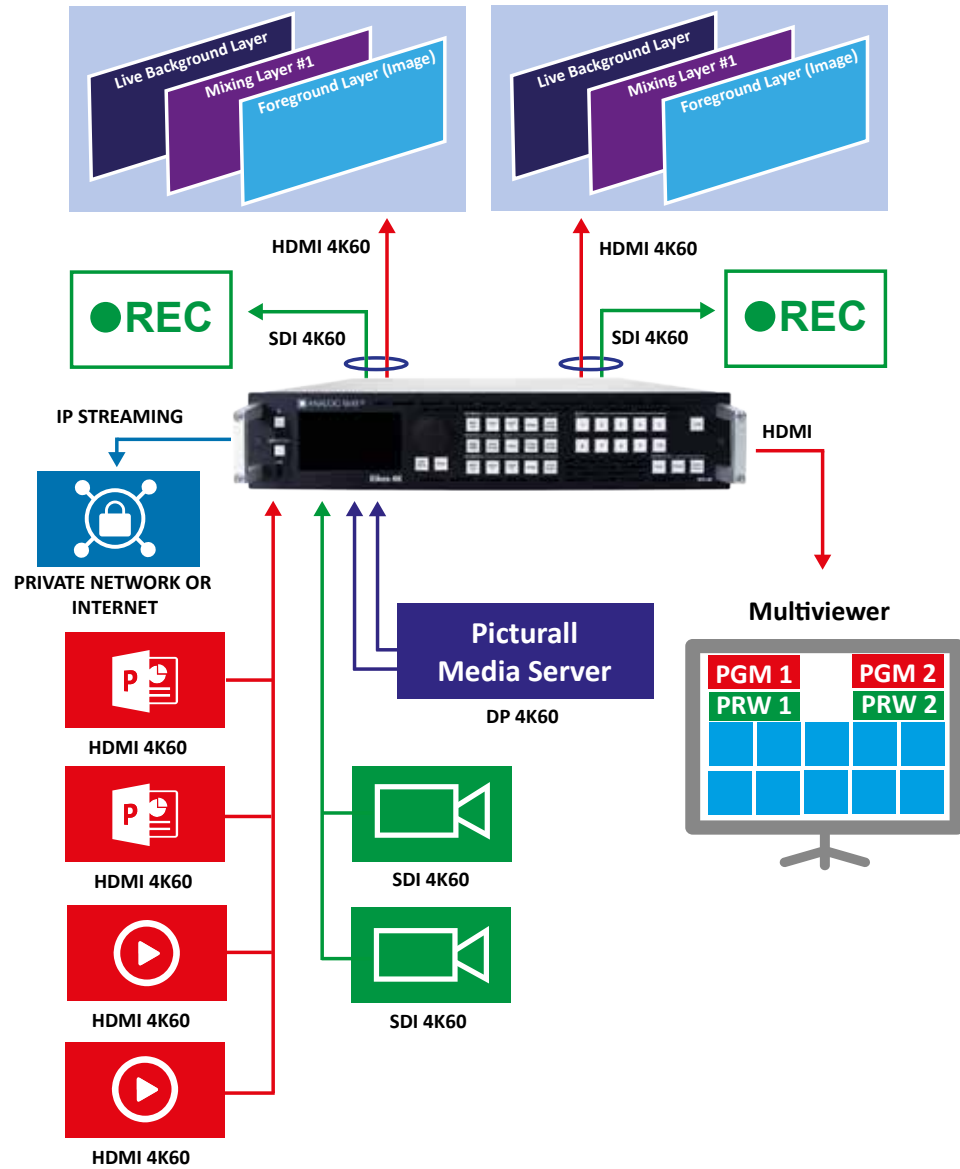 Live Background Layer
Mixing Layer #1
Foreground Layer (Image)
Live Background Layer
Mixing Layer #1
Foreground Layer (Image)
HDMI 4K60
HDMI 4K60
REC
SDI 4K60
SDI 4K60
REC
IP STREAMING
ANALOG WAY
HDMI
PRIVATE NETWORK OR
INTERNET
Picturall
Media Server
DP 4K60
Multiviewer
PGM 1
PGM 2
PRW 1
PRW 2
P
HDMI 4K60
P
HDMI 4K60
SDI 4K60
HDMI 4K60
SDI 4K60
HDMI 4K60